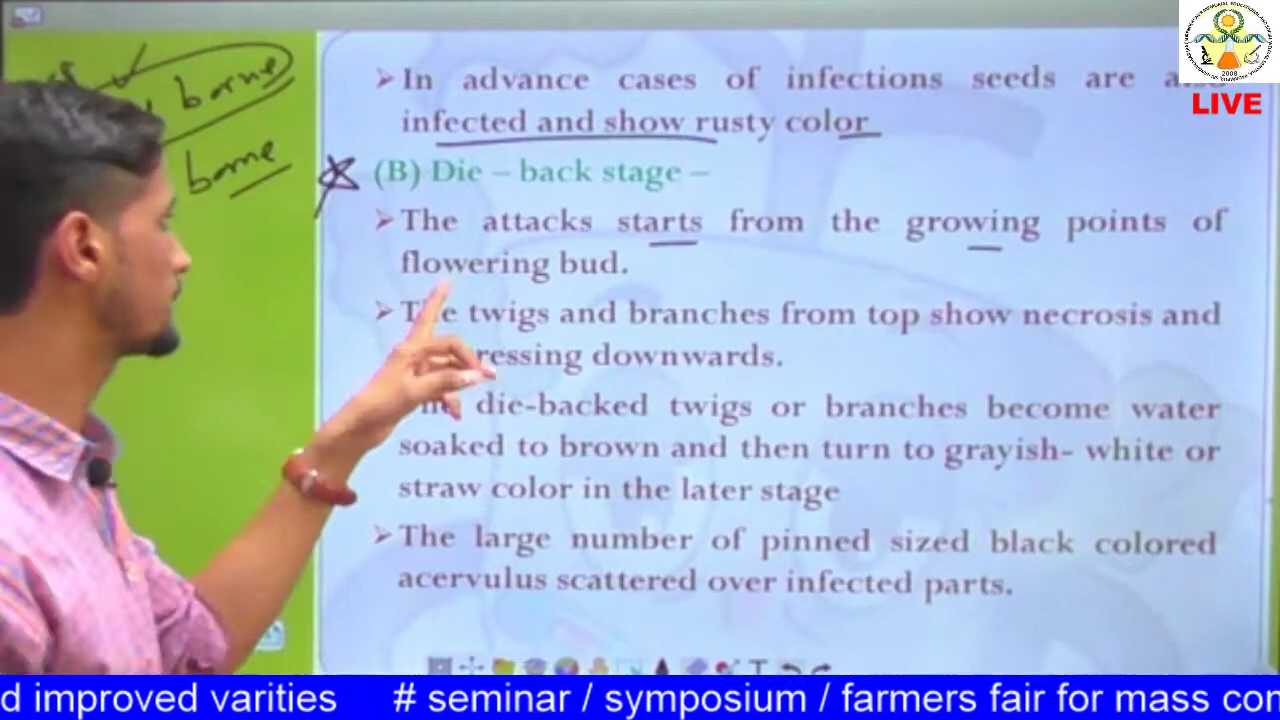 borne
borne
➢ In advance cases of infections seeds are also
infected and show rusty color
(B) Die – back stage –
➢ The attacks starts from the growing points of
flowering bud.
➢ The twigs and branches from top show necrosis and
ressing downwards.
die-backed twigs or branches become water
soaked to brown and then turn to grayish- white or
straw color in the later stage
➢ The large number of pinned sized black colored
acervulus scattered over infected parts.
2008
LIVE
d improved varities # seminar / symposium / farmers fair for mass con